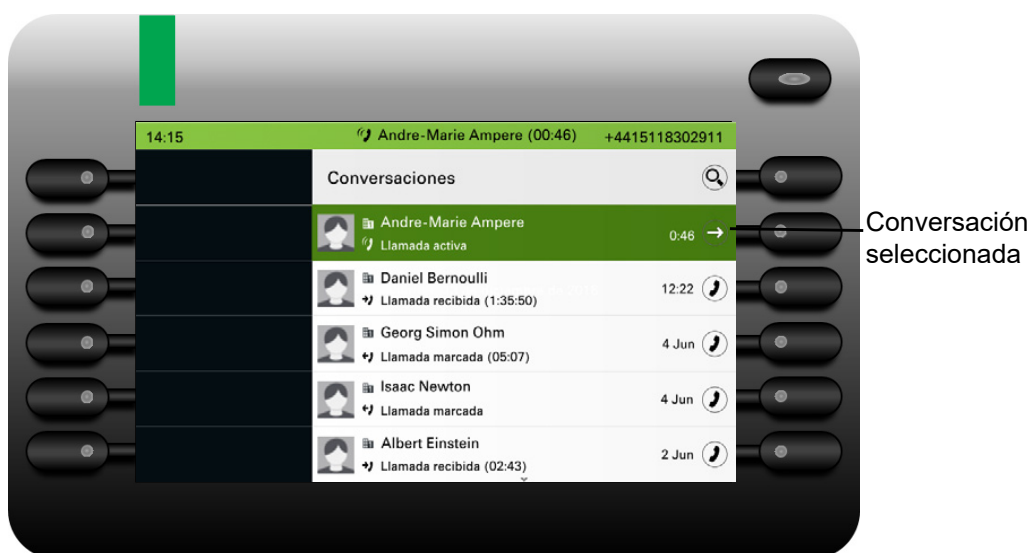 14:15 Andre-Marie Ampere (00:46) +4415118302911
Conversaciones
Andre-Marie Ampere
Llamada activa 0:46
Daniel Bernoulli
Llamada recibida (1:35:50) 12:22
Georg Simon Ohm
Llamada marcada (05:07) 4 Jun
Isaac Newton
Llamada marcada 4 Jun
Albert Einstein
Llamada recibida (02:43) 2 Jun
Conversación
seleccionada